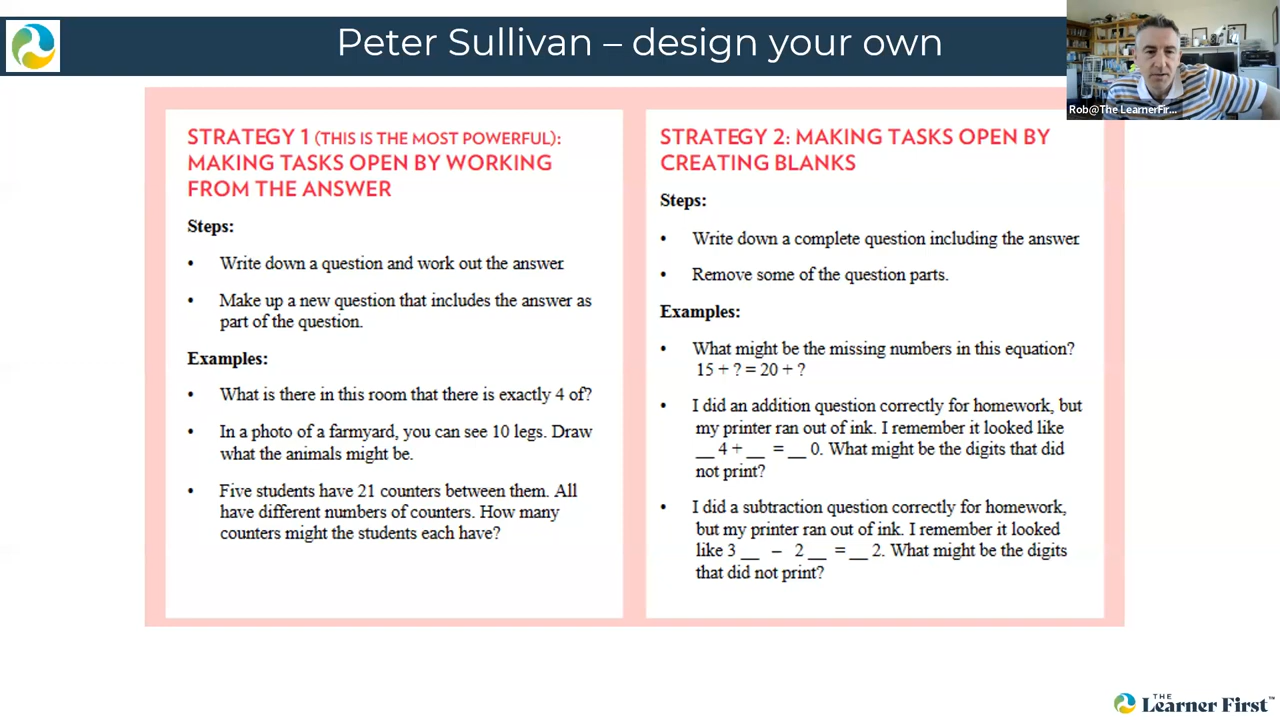 Peter Sullivan – design your own
Rob@The LearnerFir...
STRATEGY 1 (THIS IS THE MOST POWERFUL):
MAKING TASKS OPEN BY WORKING
FROM THE ANSWER
Steps:
• Write down a question and work out the answer
• Make up a new question that includes the answer as
part of the question.
Examples:
• What is there in this room that there is exactly 4 of?
• In a photo of a farmyard, you can see 10 legs. Draw
what the animals might be.
• Five students have 21 counters between them. All
have different numbers of counters. How many
counters might the students each have?
STRATEGY 2: MAKING TASKS OPEN BY
CREATING BLANKS
Steps:
• Write down a complete question including the answer
• Remove some of the question parts.
Examples:
• What might be the missing numbers in this equation?
15 + ? = 20 + ?
• I did an addition question correctly for homework, but
my printer ran out of ink. I remember it looked like
__ 4 + __ = __ 0. What might be the digits that did
not print?
• I did a subtraction question correctly for homework,
but my printer ran out of ink. I remember it looked
like 3 __ – 2 __ = __ 2. What might be the digits
that did not print?
THE
Learner First™